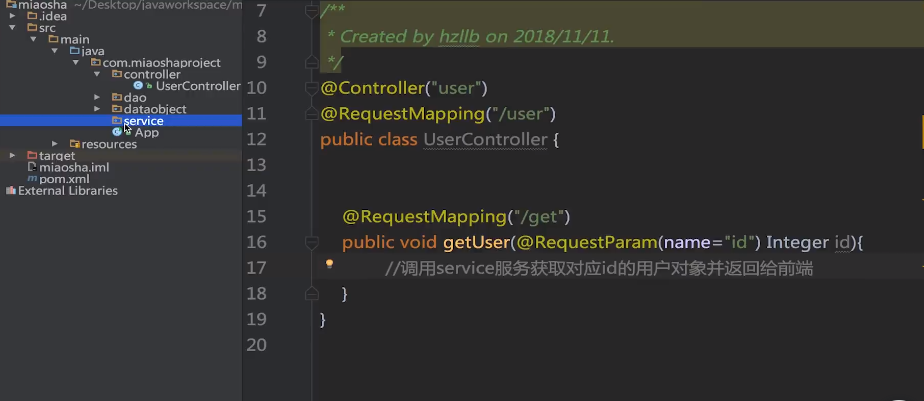 miaosha ~/Desktop/javaworkspace/m
.idea
src
main
java
com.miaoshaproject
controller
UserController
dao
dataobject
service
App
resources
target
miaosha.iml
pom.xml
External Libraries
7 /**
8 * Created by hzllb on 2018/11/11.
9 */
10 @Controller("user")
11 @RequestMapping("/user")
12 public class UserController {
13
14
15 @RequestMapping("/get")
16 public void getUser(@RequestParam(name="id") Integer id){
17 //调用service服务获取对应id的用户对象并返回给前端
18 }
19 }
20